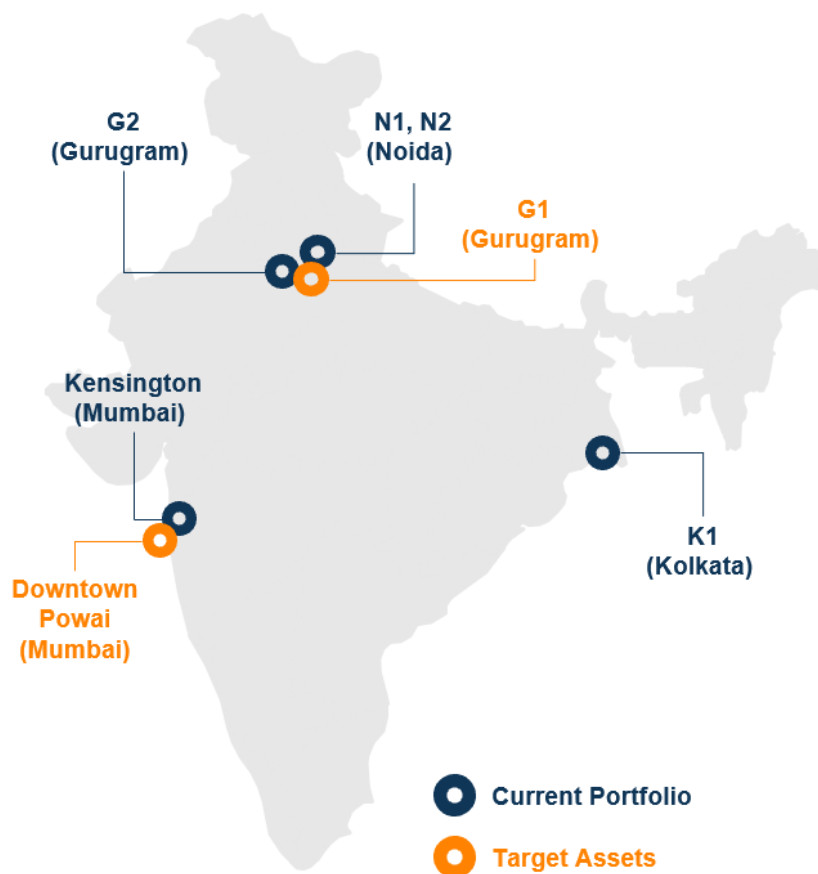 G2
(Gurugram)
N1, N2
(Noida)
G1
(Gurugram)
Kensington
(Mumbai)
K1
(Kolkata)
Downtown
Powai
(Mumbai)
Current Portfolio
Target Assets